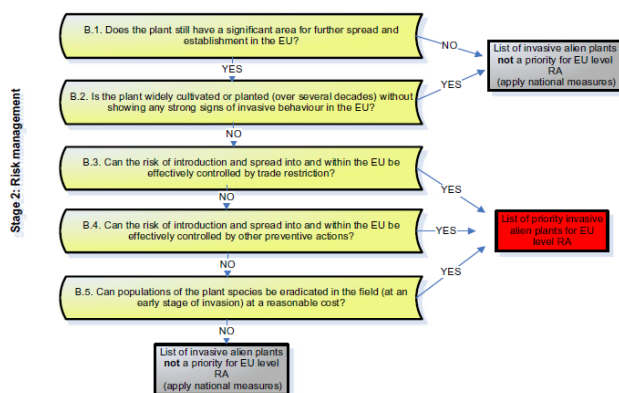 Stage 2: Risk management
B.1. Does the plant still have a significant area for further spread and
establishment in the EU?
NO
List of invasive alien plants
not a priority for EU level
RA
(apply national measures)
YES
B.2. Is the plant widely cultivated or planted (over several decades) without
showing any strong signs of invasive behaviour in the EU?
YES
NO
B.3. Can the risk of introduction and spread into and within the EU be
effectively controlled by trade restriction?
YES
NO
B.4. Can the risk of introduction and spread into and within the EU be
effectively controlled by other preventive actions?
YES
List of priority invasive
alien plants for EU
level RA
NO
B.5. Can populations of the plant species be eradicated in the field (at an
early stage of invasion) at a reasonable cost?
YES
NO
List of invasive alien plants
not a priority for EU level
RA
(apply national measures)